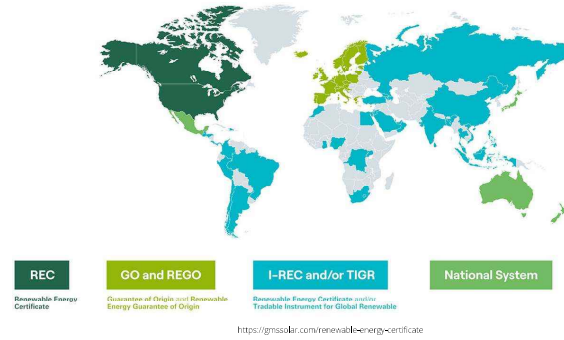 REC
GO and REGO
I-REC and/or TIGR
National System
Renewable Energy
Certificate
Guarantee of Origin and Renewable
Energy Guarantee of Origin
Renewable Energy Certificate and/or
Tradable Instrument for Global Renewable
https://gmssolar.com/renewable-energy-certificate